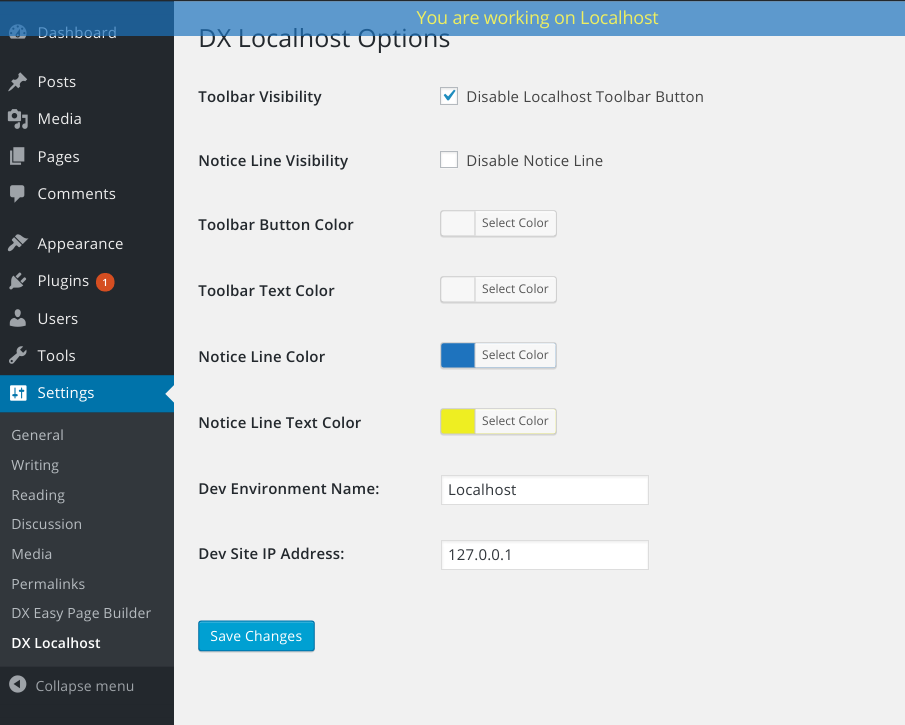 You are working on Localhost
Dashboard
Posts
Media
Pages
Comments
Appearance
Plugins 1
Users
Tools
Settings
General
Writing
Reading
Discussion
Media
Permalinks
DX Easy Page Builder
DX Localhost
Collapse menu
DX Localhost Options
Toolbar Visibility Disable Localhost Toolbar Button
Notice Line Visibility Disable Notice Line
Toolbar Button Color Select Color
Toolbar Text Color Select Color
Notice Line Color Select Color
Notice Line Text Color Select Color
Dev Environment Name: Localhost
Dev Site IP Address: 127.0.0.1
Save Changes